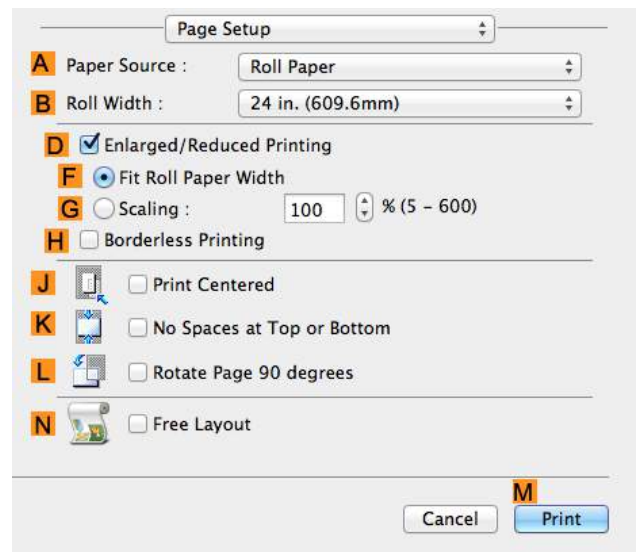 Page Setup
A Paper Source : Roll Paper
B Roll Width : 24 in. (609.6mm)
D Enlarged/Reduced Printing
F Fit Roll Paper Width
G Scaling : 100 % (5 – 600)
H Borderless Printing
J Print Centered
K No Spaces at Top or Bottom
L Rotate Page 90 degrees
N Free Layout
M
Cancel Print